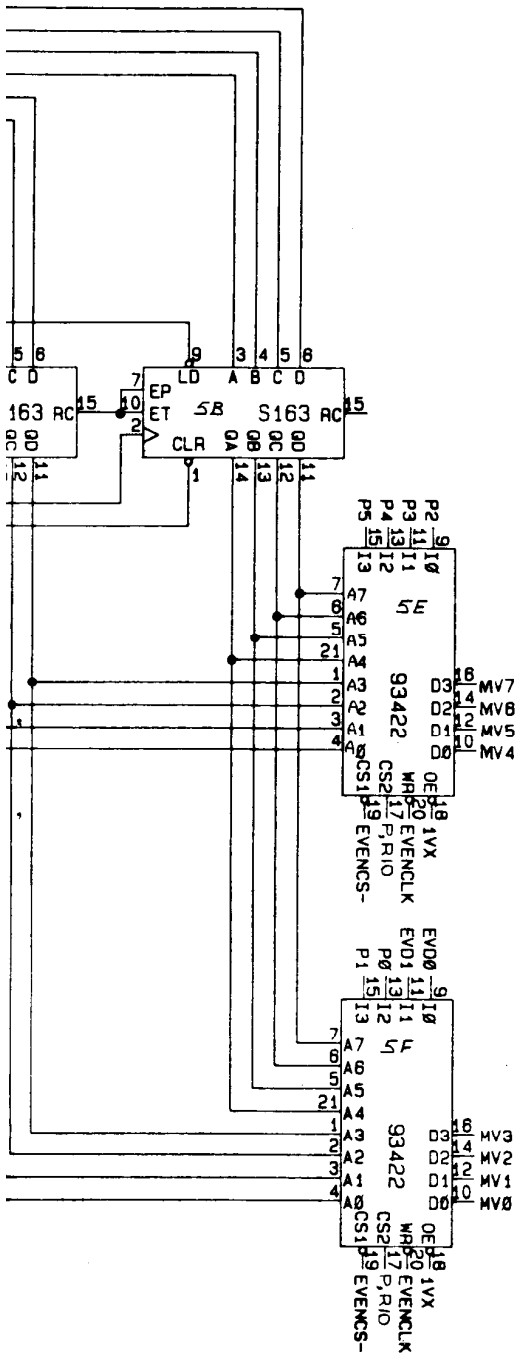 5 6
C D
163 RC 15
QC QD
12 11
9 3 4 5 6
LD A B C D
7 EP
10 ET 5B S163 RC 15
2
CLR QA QB QC QD
1 14 13 12 11
P5 P4 P3 P2
15 13 11 9
I3 I2 I1 I0
7 A7 5E
6 A6
5 A5
21 A4
1 A3 93422 D3 16 MV7
2 A2 D2 14 MV6
3 A1 D1 12 MV5
4 A0 D0 10 MV4
CS1 CS2 WR OE
19 17 20 18
EVENCS- P,R10 EVENCLK 1VX
P1 P0 EVD1 EVD0
15 13 11 9
I3 I2 I1 I0
7 A7 5F
6 A6
5 A5
21 A4
1 A3 93422 D3 16 MV3
2 A2 D2 14 MV2
3 A1 D1 12 MV1
4 A0 D0 10 MV0
CS1 CS2 WR OE
19 17 20 18
EVENCS- P,R10 EVENCLK 1VX